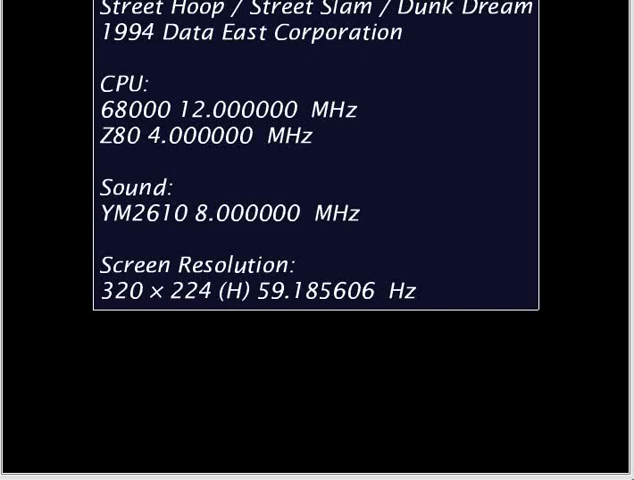 Street Hoop / Street Slam / Dunk Dream
1994 Data East Corporation
CPU:
68000 12.000000 MHz
Z80 4.000000 MHz
Sound:
YM2610 8.000000 MHz
Screen Resolution:
320 × 224 (H) 59.185606 Hz